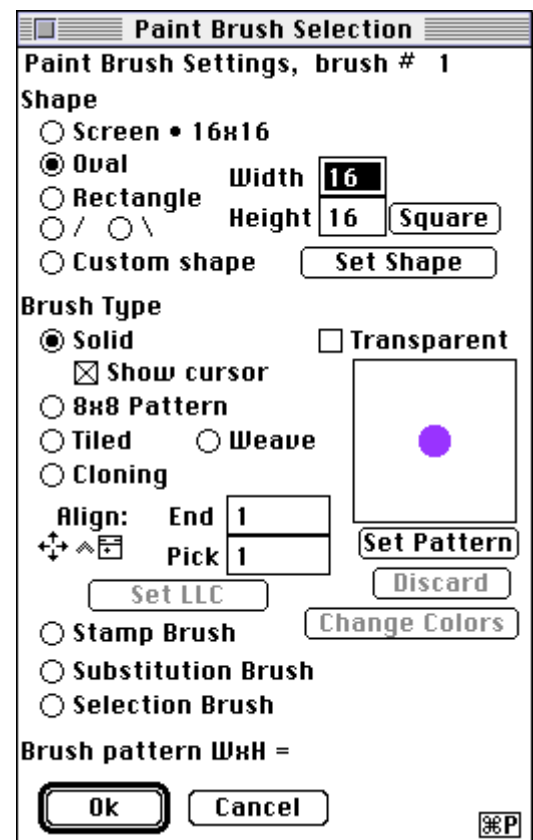 Paint Brush Selection
Paint Brush Settings, brush # 1
Shape
Screen • 16x16
Oval
Width 16
Rectangle
Height 16 Square
/ \
Custom shape Set Shape
Brush Type
Solid Transparent
Show cursor
8x8 Pattern
Tiled Weave
Cloning
Align: End 1
Set Pattern
Pick 1
Discard
Set LLC
Change Colors
Stamp Brush
Substitution Brush
Selection Brush
Brush pattern WxH =
Ok Cancel
⌘P